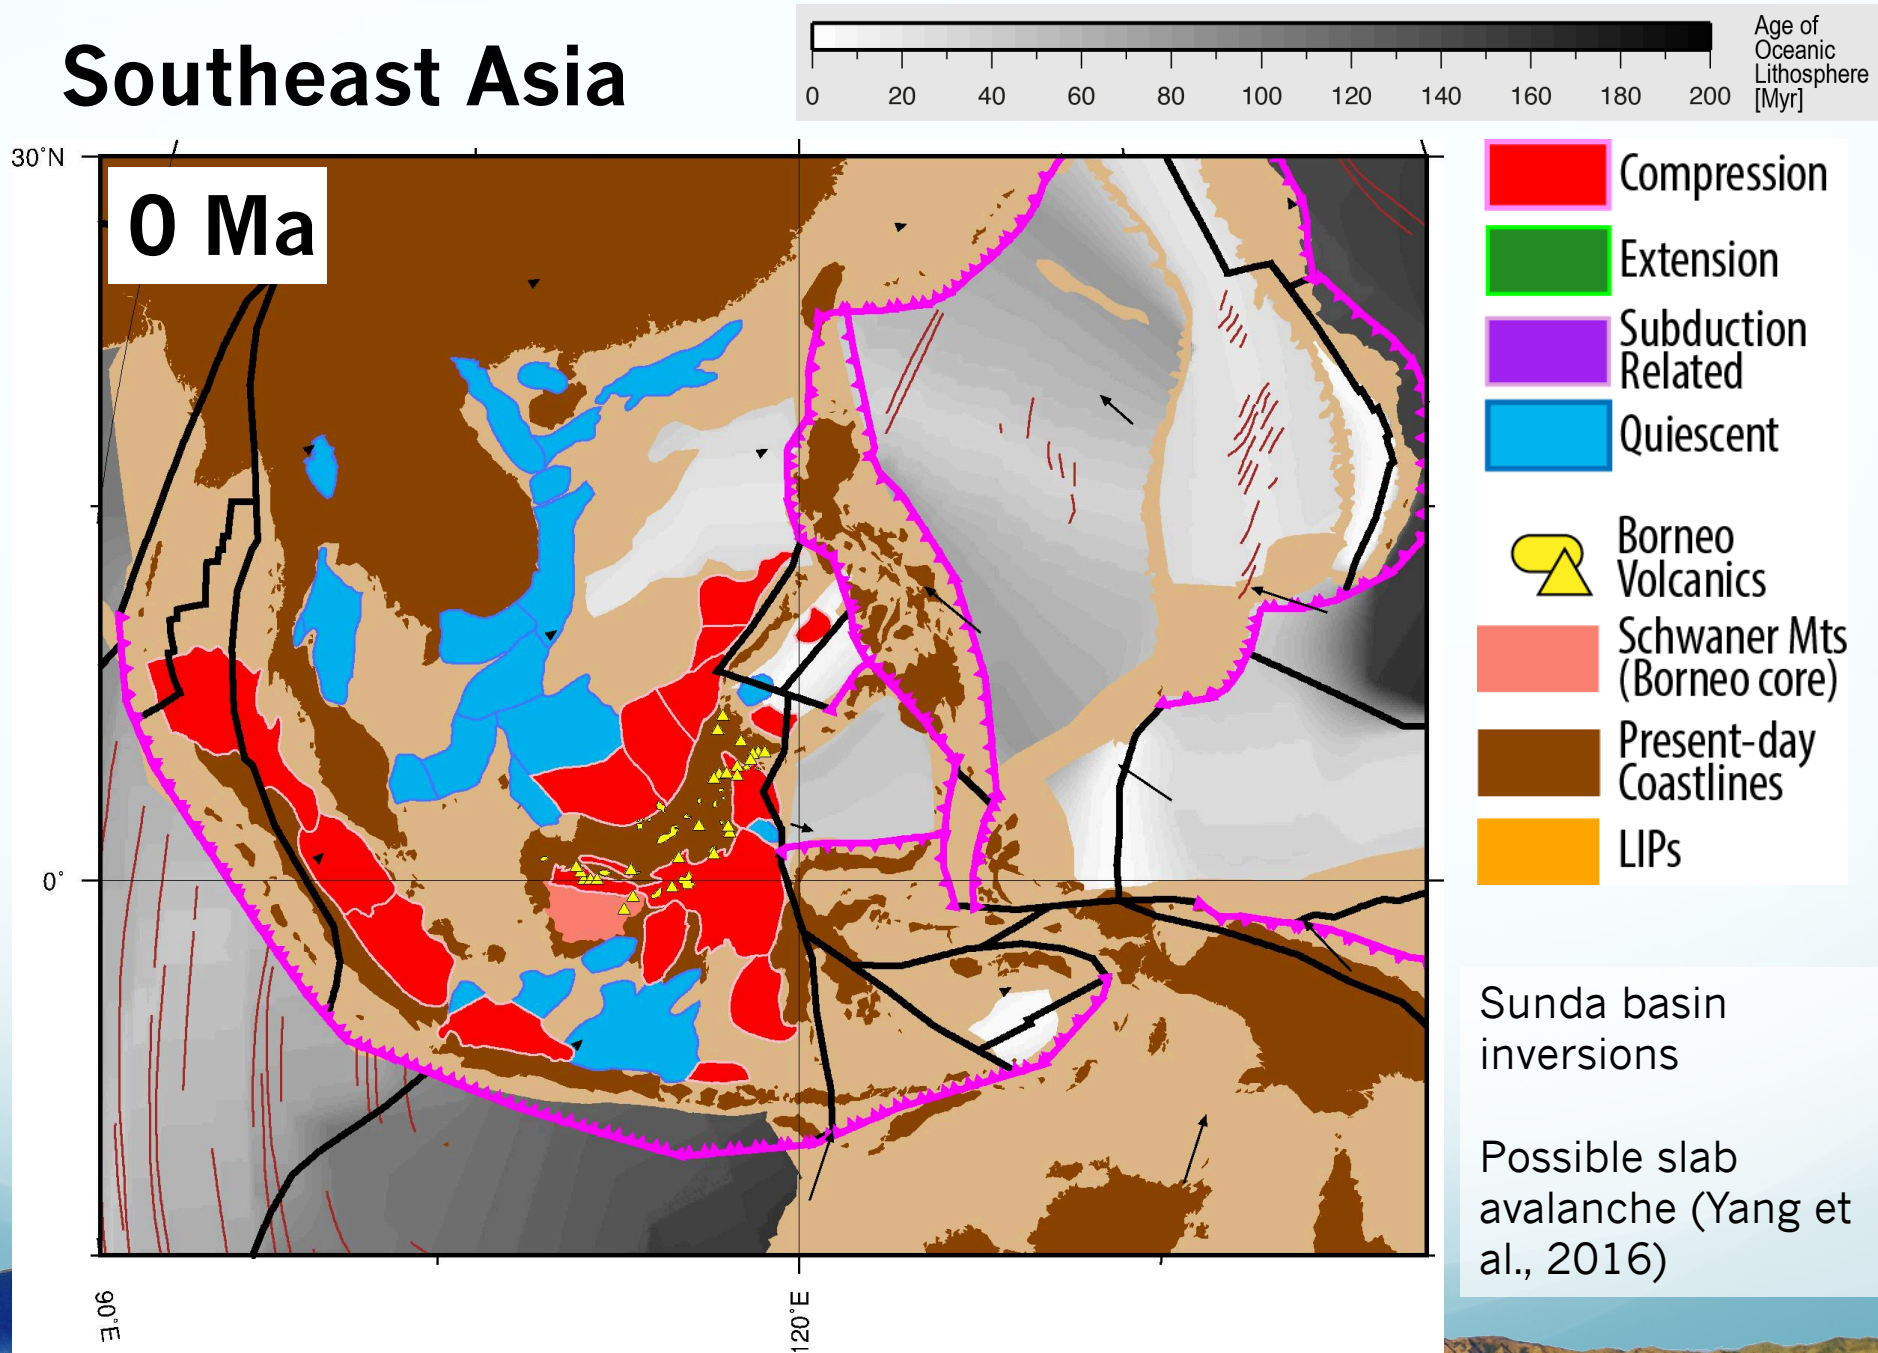 Southeast Asia
0 20 40 60 80 100 120 140 160 180 200
Age of
Oceanic
Lithosphere
[Myr]
30°N
0 Ma
0°
90°E
120°E
Compression
Extension
Subduction
Related
Quiescent
Borneo
Volcanics
Schwaner Mts
(Borneo core)
Present-day
Coastlines
LIPs
Sunda basin
inversions
Possible slab
avalanche (Yang et
al., 2016)